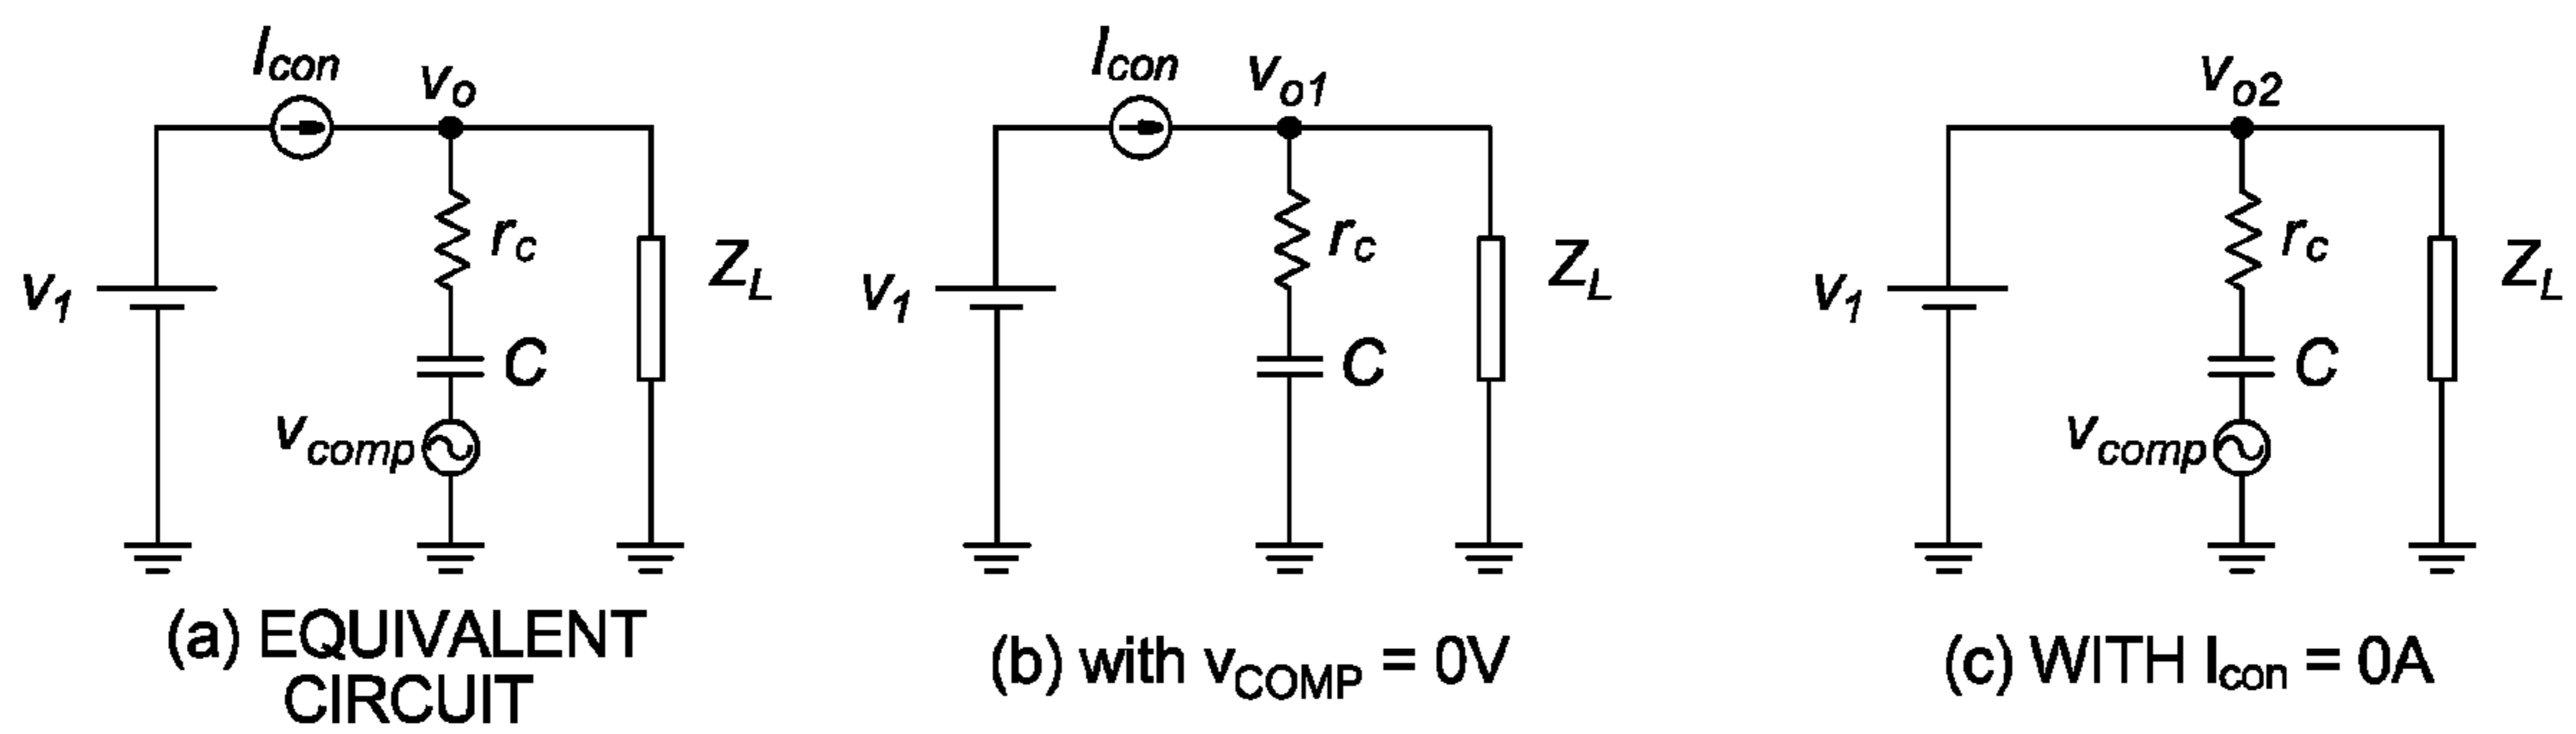 Icon
vo
rc
v1
ZL
C
vcomp
(a) EQUIVALENT
CIRCUIT
Icon
vo1
rc
v1
ZL
C
(b) with vCOMP = 0V
vo2
rc
v1
ZL
C
vcomp
(c) WITH Icon = 0A